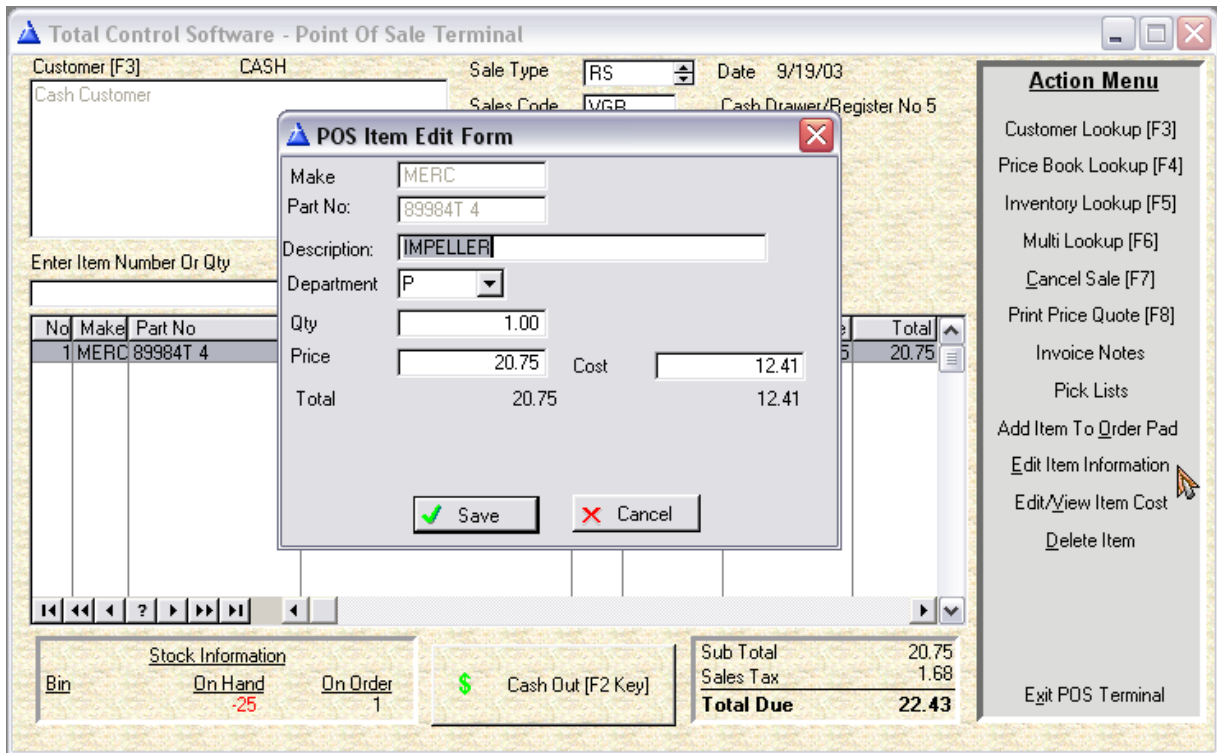 Total Control Software - Point Of Sale Terminal
Customer [F3] CASH Sale Type RS Date 9/19/03
Cash Customer
Sales Code VGR Cash Drawer/Register No 5
POS Item Edit Form
Make MERC
Part No: 89984T 4
Description: IMPELLER
Department P
Qty 1.00
Price 20.75 Cost 12.41
Total 20.75 12.41
Save Cancel
Enter Item Number Or Qty
No Make Part No Total
1 MERC 89984T 4 20.75
?
Stock Information
Bin On Hand On Order
-25 1
$ Cash Out [F2 Key]
Sub Total 20.75
Sales Tax 1.68
Total Due 22.43
Action Menu
Customer Lookup [F3]
Price Book Lookup [F4]
Inventory Lookup [F5]
Multi Lookup [F6]
Cancel Sale [F7]
Print Price Quote [F8]
Invoice Notes
Pick Lists
Add Item To Order Pad
Edit Item Information
Edit/View Item Cost
Delete Item
Exit POS Terminal